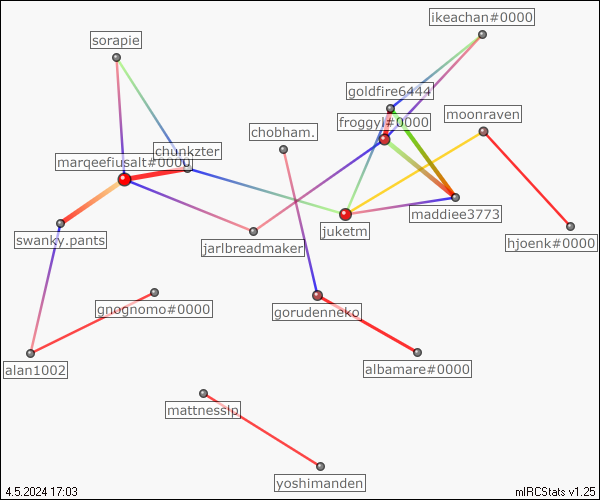 ikeachan#0000
sorapie
goldfire6444
moonraven
froggyl#0000
chobham.
chunkzter
marqeefiusalt#0000
maddiee3773
juketm
swanky.pants
jarlbreadmaker
hjoenk#0000
gnognomo#0000
gorudenneko
alan1002
albamare#0000
mattnesslp
yoshimanden
4.5.2024 17:03
mIRCStats v1.25